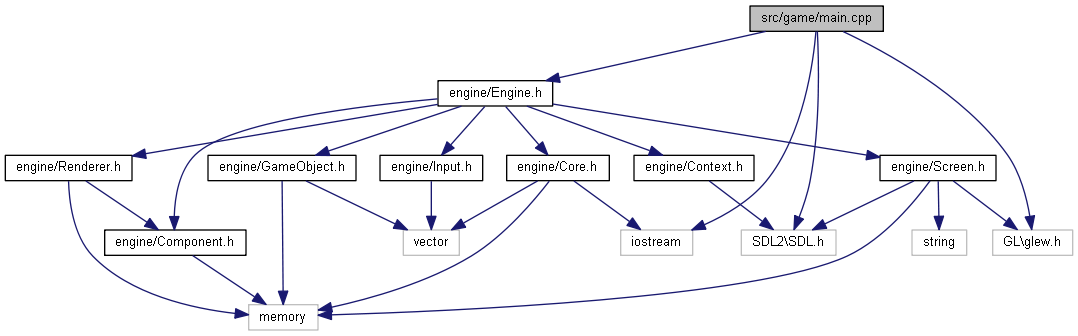 src/game/main.cpp
engine/Engine.h
engine/Renderer.h
engine/GameObject.h
engine/Input.h
engine/Core.h
engine/Context.h
engine/Screen.h
engine/Component.h
vector
iostream
SDL2\SDL.h
string
GL\glew.h
memory